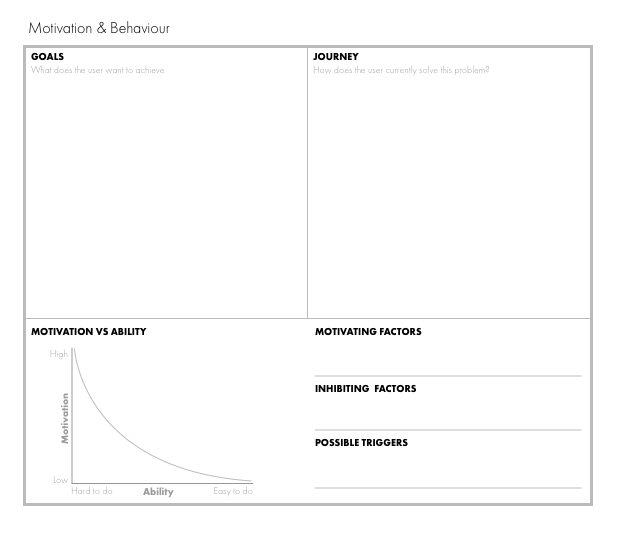 Motivation & Behaviour
GOALS
What does the user want to achieve
JOURNEY
How does the user currently solve this problem?
MOTIVATION VS ABILITY
High
Motivation
Low
Hard to do
Ability
Easy to do
MOTIVATING FACTORS
INHIBITING FACTORS
POSSIBLE TRIGGERS